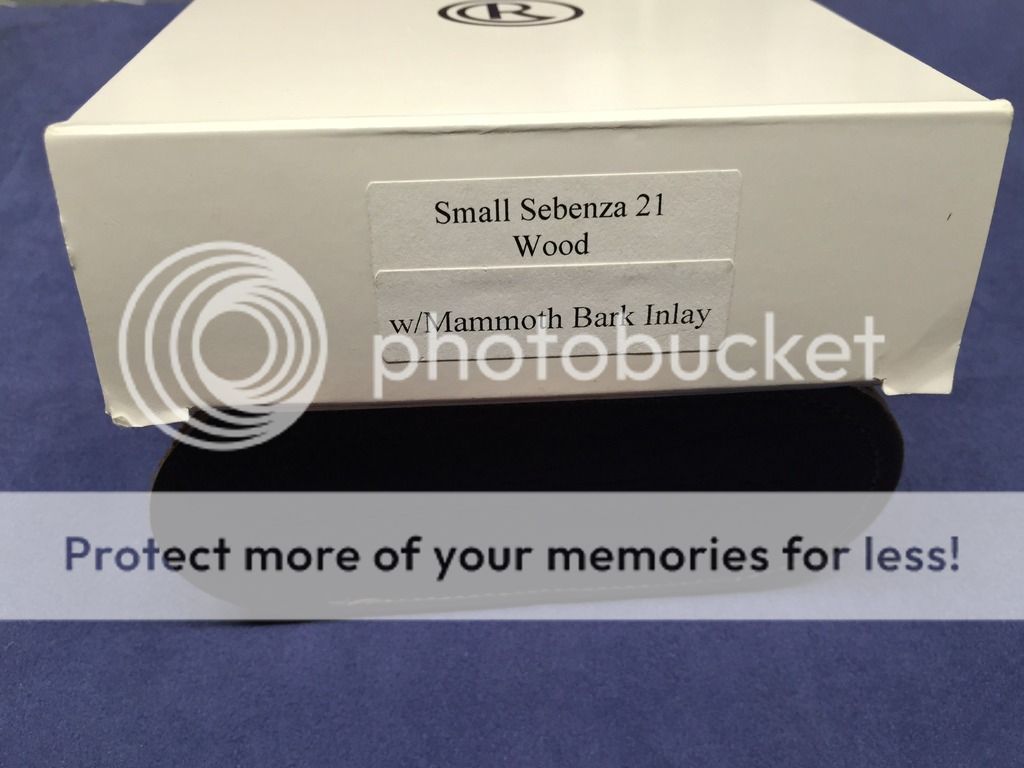 R
Small Sebenza 21
Wood
w/Mammoth Bark Inlay
photobucket
Protect more of your memories for less!